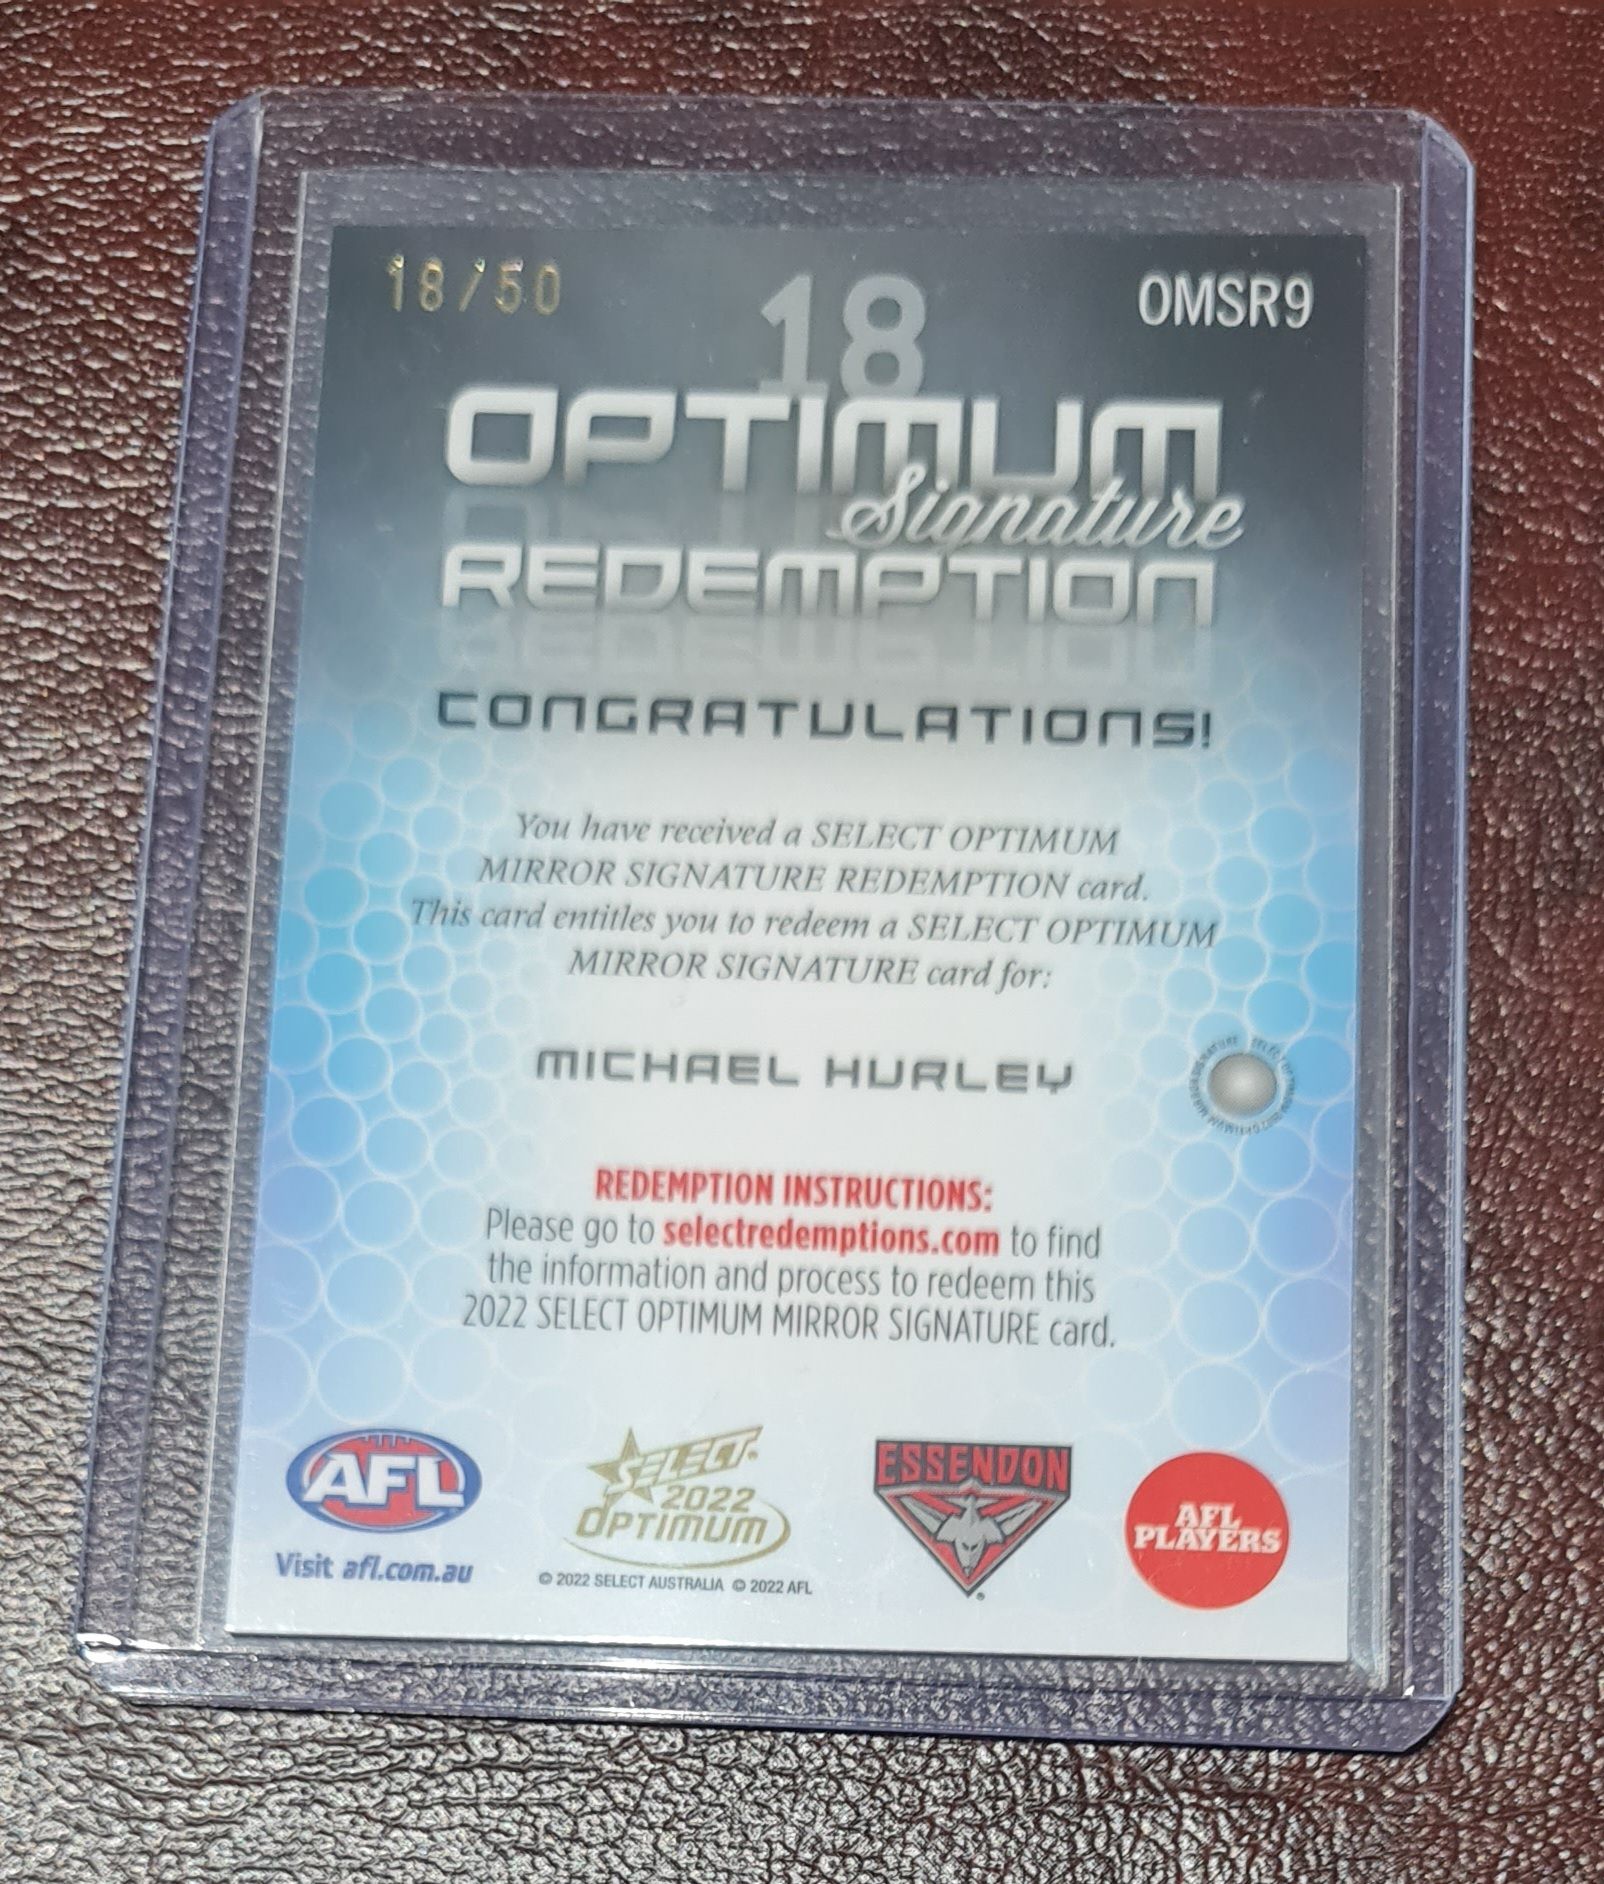 18/50
18
OMSR9
OPTIMUM
Signature
REDEMPTION
CONGRATULATIONS!
You have received a SELECT OPTIMUM
MIRROR SIGNATURE REDEMPTION card.
This card entitles you to redeem a SELECT OPTIMUM
MIRROR SIGNATURE card for:
MICHAEL HURLEY
REDEMPTION INSTRUCTIONS:
Please go to selectredemptions.com to find
the information and process to redeem this
2022 SELECT OPTIMUM MIRROR SIGNATURE card.
AFL
Visit afl.com.au
SELECT
2022
OPTIMUM
© 2022 SELECT AUSTRALIA © 2022 AFL
ESSENDON
AFL
PLAYERS